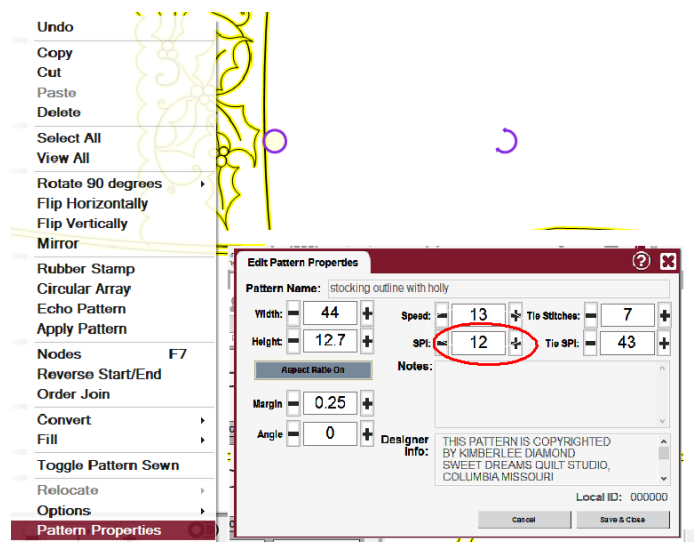 Undo
Copy
Cut
Paste
Delete
Select All
View All
Rotate 90 degrees
Flip Horizontally
Flip Vertically
Mirror
Rubber Stamp
Circular Array
Echo Pattern
Apply Pattern
Nodes F7
Reverse Start/End
Order Join
Convert
Fill
Toggle Pattern Sewn
Relocate
Options
Pattern Properties
Edit Pattern Properties
Pattern Name: stocking outline with holly
Width: 44 Speed: 13 Tie Stitches: 7
Height: 12.7 SPI: 12 Tie SPI: 43
Aspect Ratio On
Notes:
Margin 0.25
Angle 0
Designer Info:
THIS PATTERN IS COPYRIGHTED
BY KIMBERLEE DIAMOND
SWEET DREAMS QUILT STUDIO,
COLUMBIA MISSOURI
Local ID: 000000
Cancel Save & Close